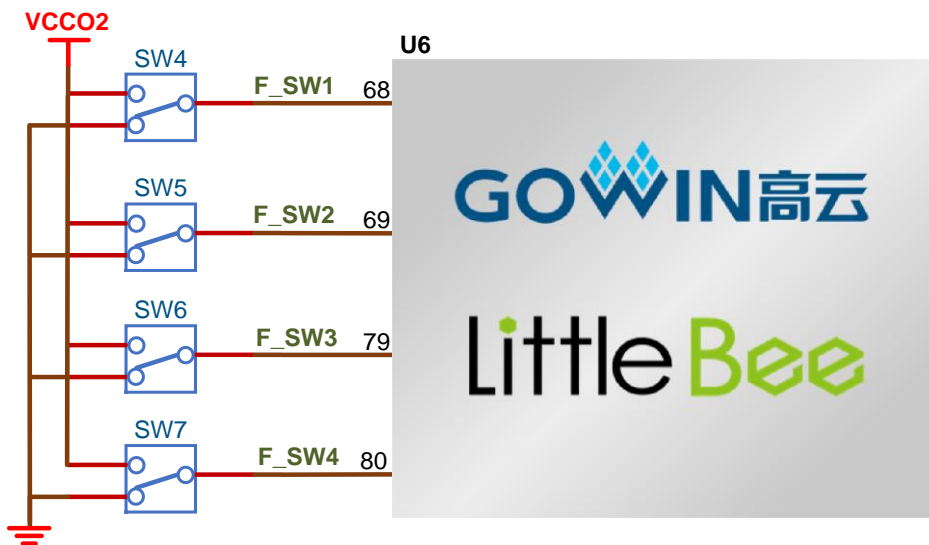 VCCO2
U6
SW4
F_SW1 68
SW5
F_SW2 69
SW6
F_SW3 79
SW7
F_SW4 80
GOWIN高云
LittleBee